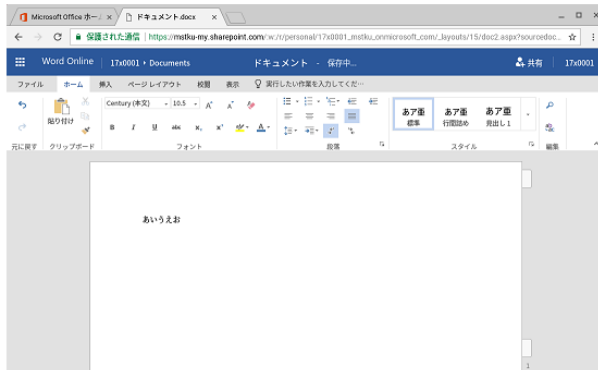 Microsoft Office ホーム
ドキュメント.docx
保護された通信 | https://mstku-my.sharepoint.com/:w:/r/personal/17x0001_mstku_onmicrosoft_com/_layouts/15/doc2.aspx?sourcedoc...
Word Online 17x0001 Documents ドキュメント - 保存中... 共有 17x0001
ファイル ホーム 挿入 ページ レイアウト 校閲 表示 実行したい作業を入力してくだ…
貼り付け Century (本文) 10.5 A A
B I U abc x, x² A
あア亜 あア亜 あア亜
標準 行間詰め 見出し 1
元に戻す クリップボード フォント 段落 スタイル 編集
あいうえお
1